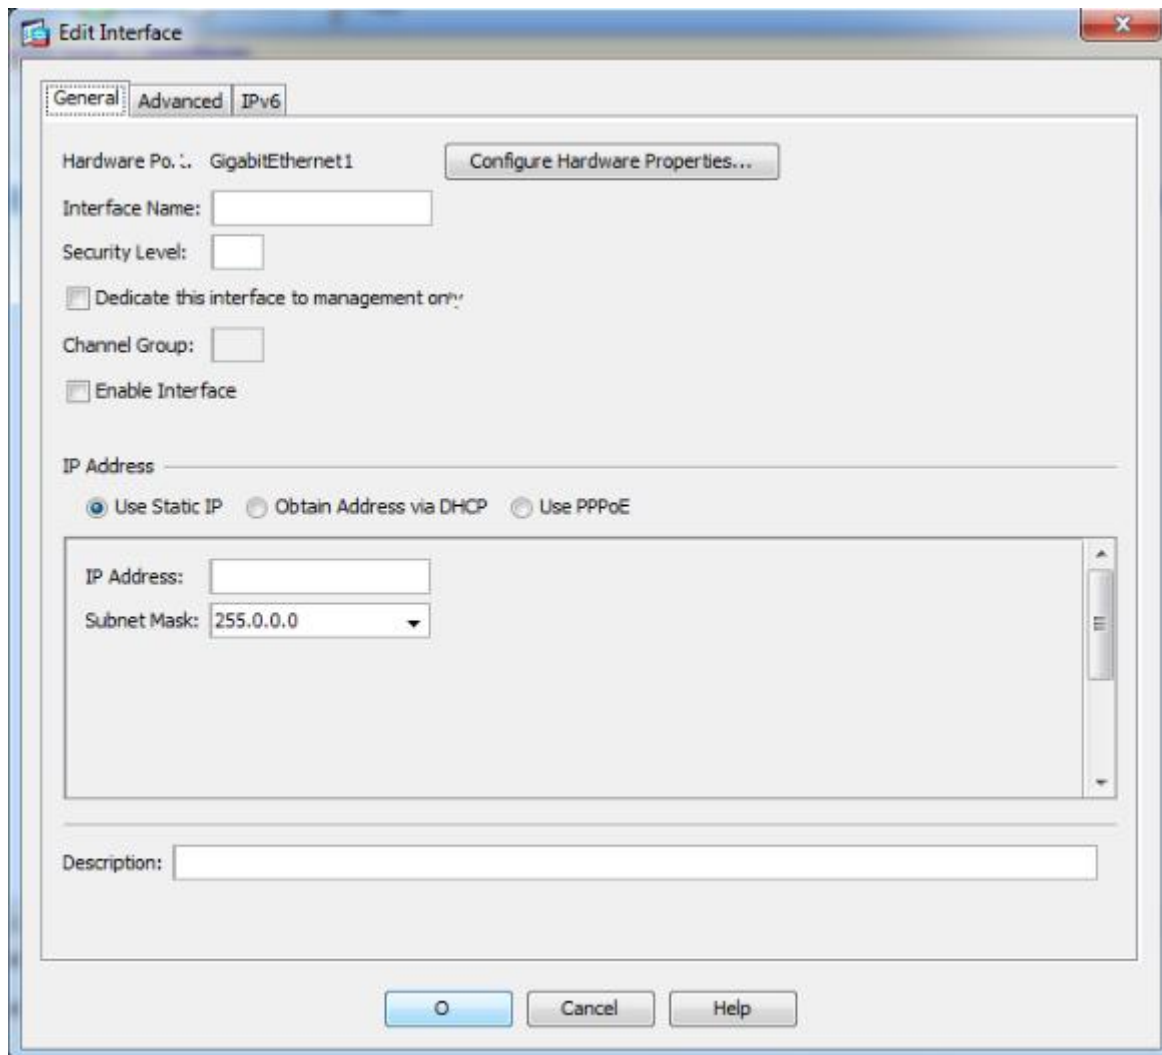 Edit Interface
General Advanced IPv6
Hardware Po.:. GigabitEthernet1 Configure Hardware Properties...
Interface Name:
Security Level:
Dedicate this interface to management
Channel Group:
Enable Interface
IP Address
Use Static IP Obtain Address via DHCP Use PPPoE
IP Address:
Subnet Mask: 255.0.0.0
Description:
O Cancel Help